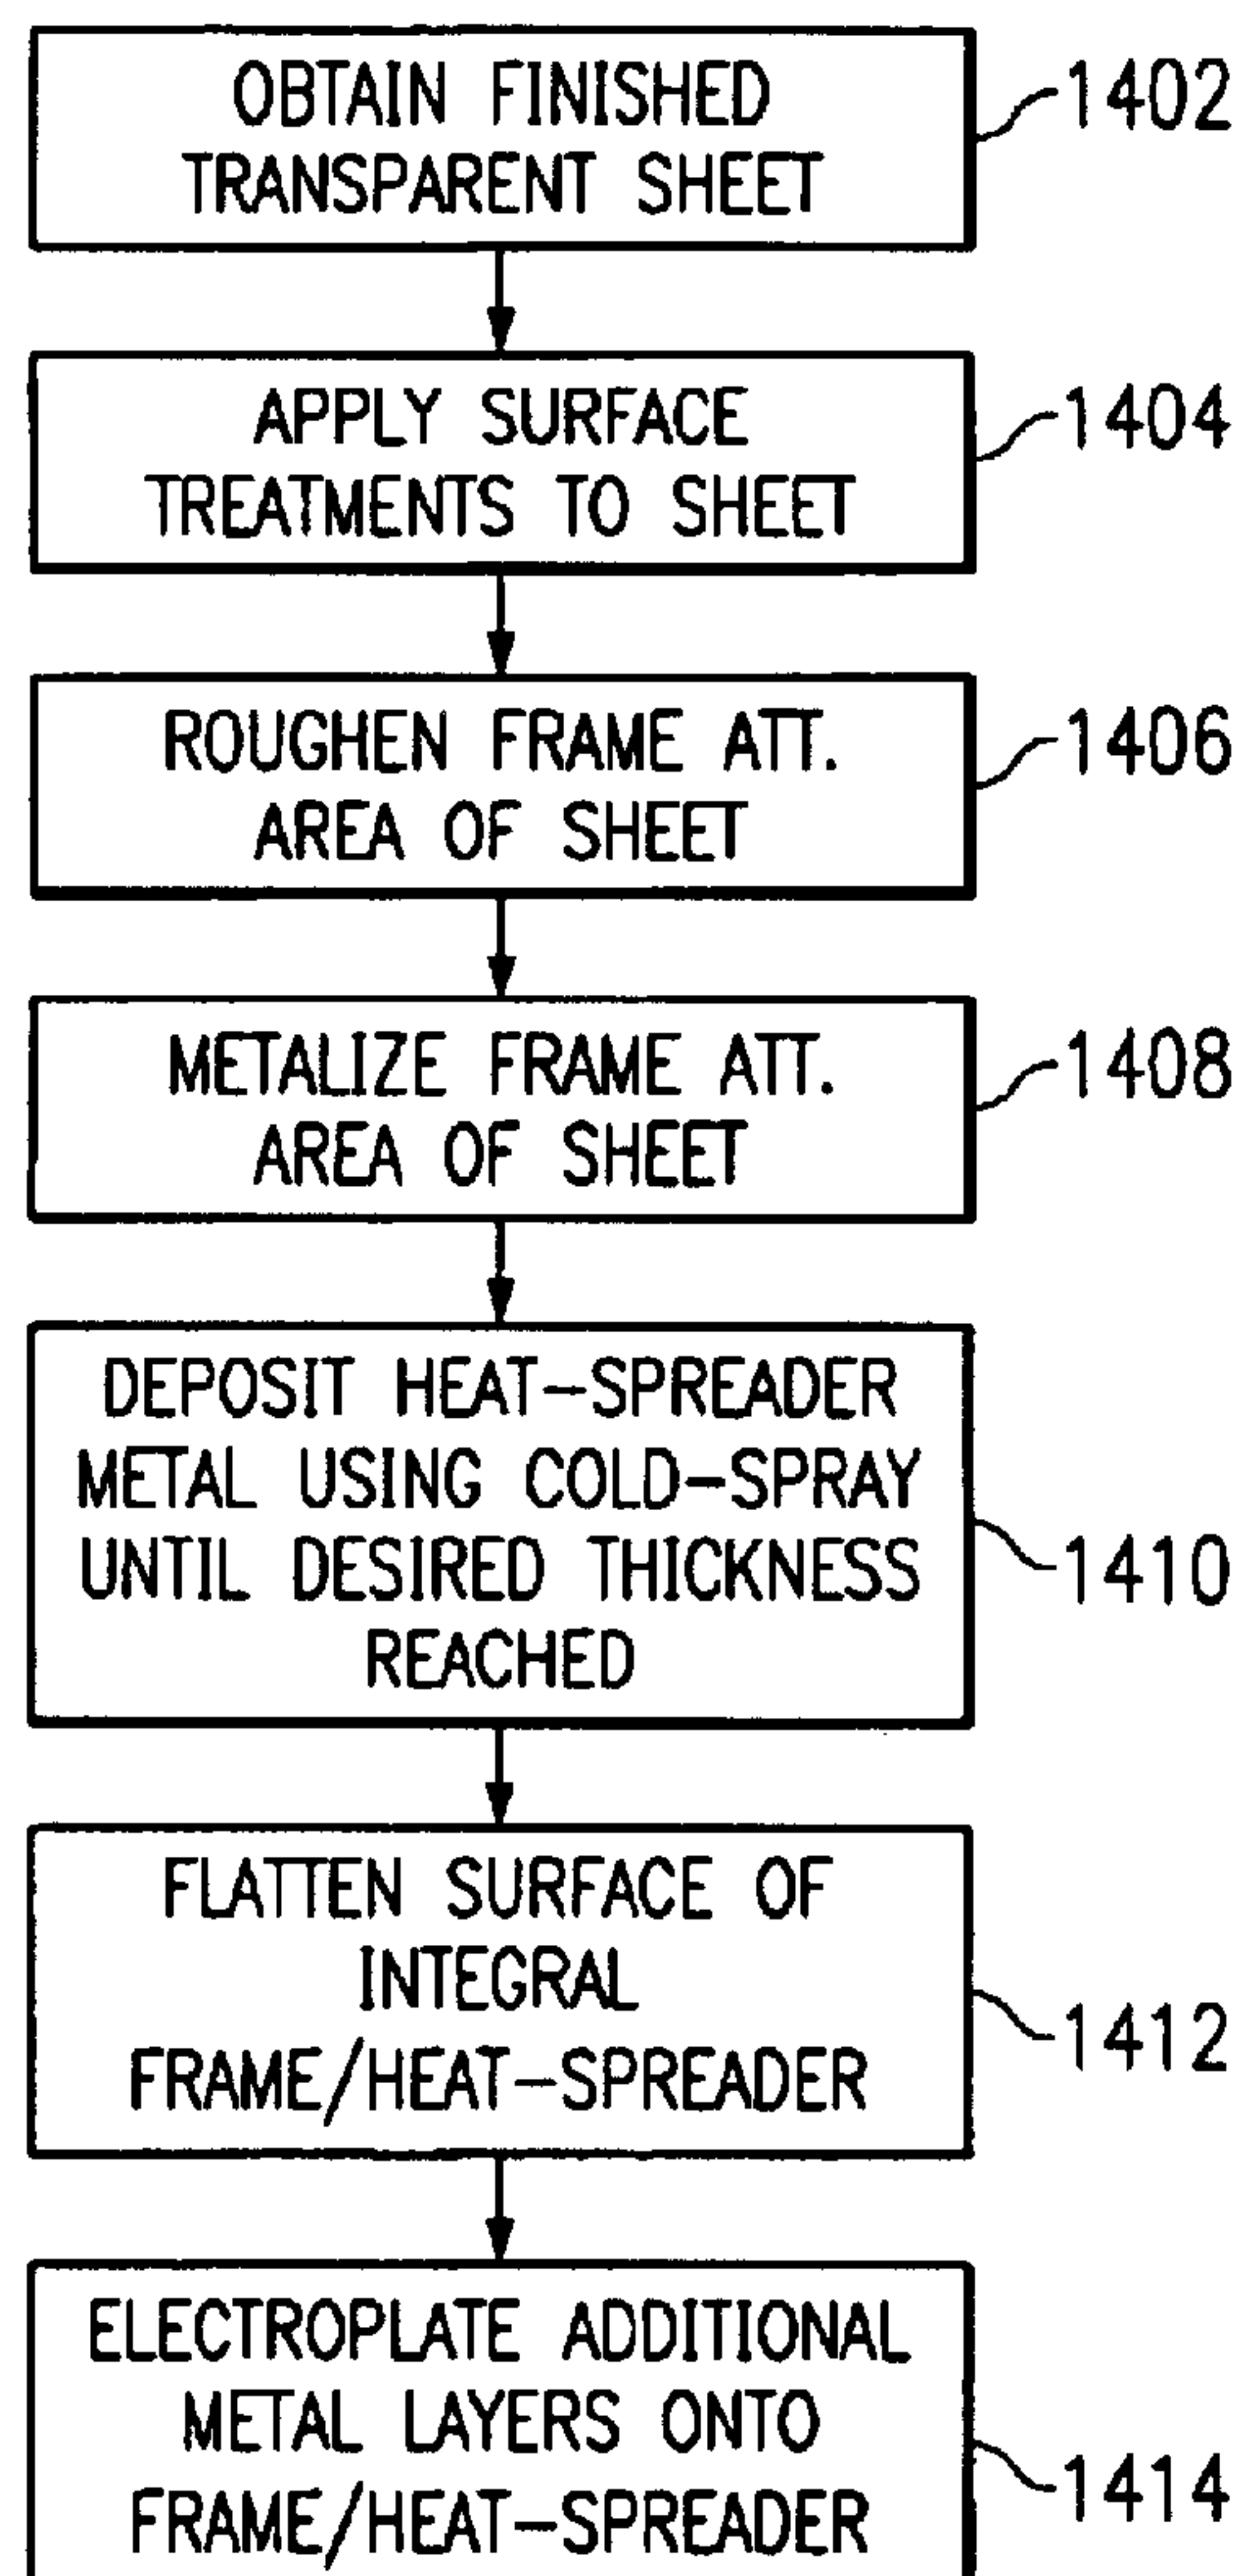 OBTAIN FINISHED
TRANSPARENT SHEET
1402
APPLY SURFACE
TREATMENTS TO SHEET
1404
ROUGHEN FRAME ATT.
AREA OF SHEET
1406
METALIZE FRAME ATT.
AREA OF SHEET
1408
DEPOSIT HEAT-SPREADER
METAL USING COLD-SPRAY
UNTIL DESIRED THICKNESS
REACHED
1410
FLATTEN SURFACE OF
INTEGRAL
FRAME/HEAT-SPREADER
1412
ELECTROPLATE ADDITIONAL
METAL LAYERS ONTO
FRAME/HEAT-SPREADER
1414